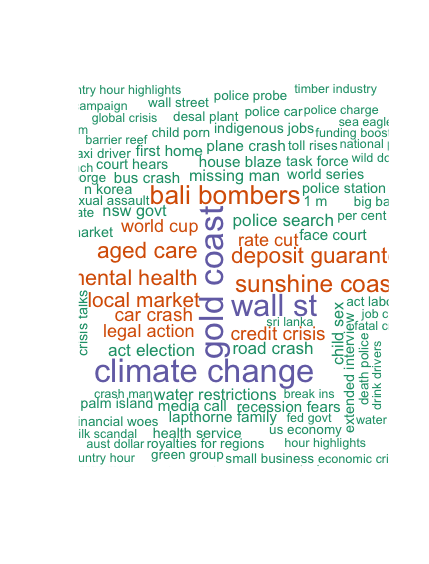 ntry hour highlights
timber industry
wall street
police probe
ampaign
global crisis
desal plant
police car
police charge
sea eagle
m
child porn
indigenous jobs
funding boost
barrier reef
axi driver
first home
plane crash
toll rises
national p
ch
court hears
house blaze
task force
wild do
orge
bus crash
missing man
world series
n korea
bali bombers
police station
xual assault
1 m
big ba
ate
nsw govt
police search
per cent
arket
world cup
rate cut
face court
aged care
gold coast
deposit guarant
ental health
sunshine coas
local market
wall st
act labo
car crash
sri lanka
job c
legal action
credit crisis
fatal c
crisis talks
child sex
extended interview
death police
drink drivers
act election
road crash
climate change
crash man
water restrictions
break ins
palm island
media call
recession fears
inancial woes
lapthorne family
fed govt
water
ilk scandal
health service
us economy
aust dollar
royalties for regions
hour highlights
untry hour
green group
small business
economic cri